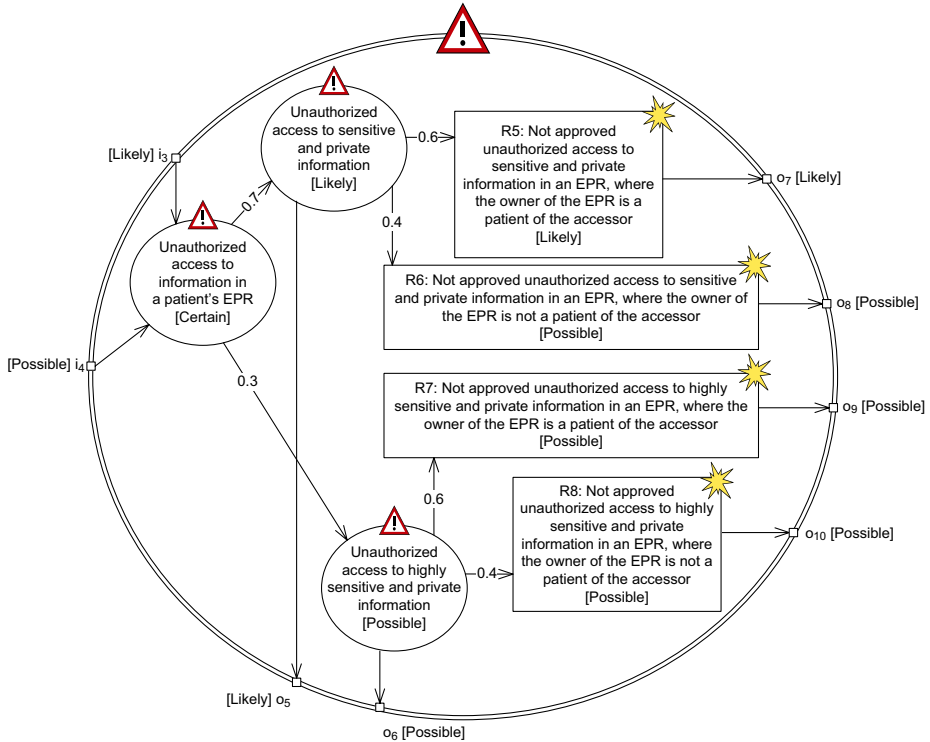 Unauthorized
access to sensitive
and private
information
[Likely]
0.6
R5: Not approved
unauthorized access to
sensitive and private
information in an EPR, where
the owner of the EPR is a
patient of the accessor
[Likely]
[Likely] i3
o7 [Likely]
0.7
0.4
Unauthorized
access to
information in
a patient's EPR
[Certain]
R6: Not approved unauthorized access to sensitive
and private information in an EPR, where the owner of
the EPR is not a patient of the accessor
[Possible]
o8 [Possible]
[Possible] i4
0.3
R7: Not approved unauthorized access to highly
sensitive and private information in an EPR, where the
owner of the EPR is a patient of the accessor
[Possible]
o9 [Possible]
0.6
R8: Not approved
unauthorized access to highly
sensitive and private
information in an EPR, where
the owner of the EPR is not a
patient of the accessor
[Possible]
o10 [Possible]
Unauthorized
access to highly
sensitive and private
information
[Possible]
0.4
[Likely] o5
o6 [Possible]